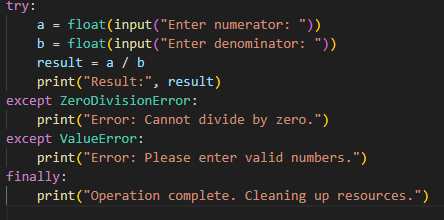 try:
    a = float(input("Enter numerator: "))
    b = float(input("Enter denominator: "))
    result = a / b
    print("Result:", result)
except ZeroDivisionError:
    print("Error: Cannot divide by zero.")
except ValueError:
    print("Error: Please enter valid numbers.")
finally:
    print("Operation complete. Cleaning up resources.")